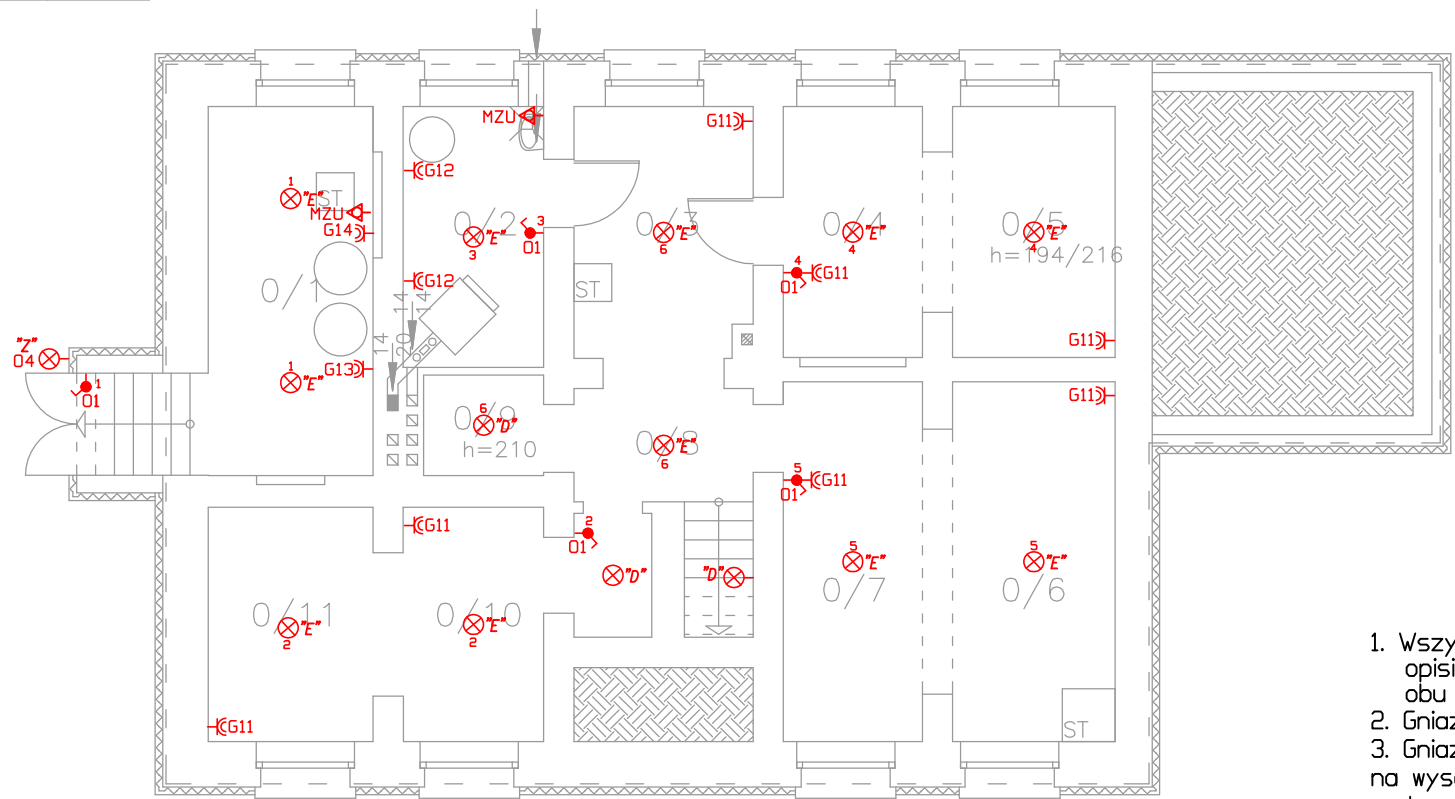 MZU
G11
G12
1
"E"
ST
MZU
G14
0/1
0/2
"E"
3
3
O1
0/3
"E"
6
0/4
"E"
4
0/5
"E"
4
h=194/216
G12
4
O1
G11
ST
14
14
14
20
"Z"
O4
1
O1
G13
1
"E"
G11
G11
0/9
6
"D"
h=210
0/8
"E"
6
5
O1
G11
G11
2
O1
"D"
"D"
5
"E"
0/7
5
"E"
0/6
0/11
"E"
2
0/10
"E"
2
G11
ST
1. Wszy
opisi
obu
2. Gniaz
3. Gniaz
na wyso